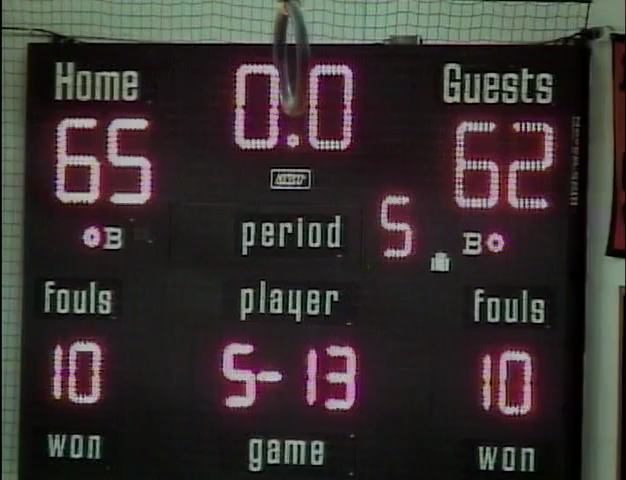 Home 0.0 Guests
65 62
B period 5 B
fouls player fouls
10 5-13 10
won game won